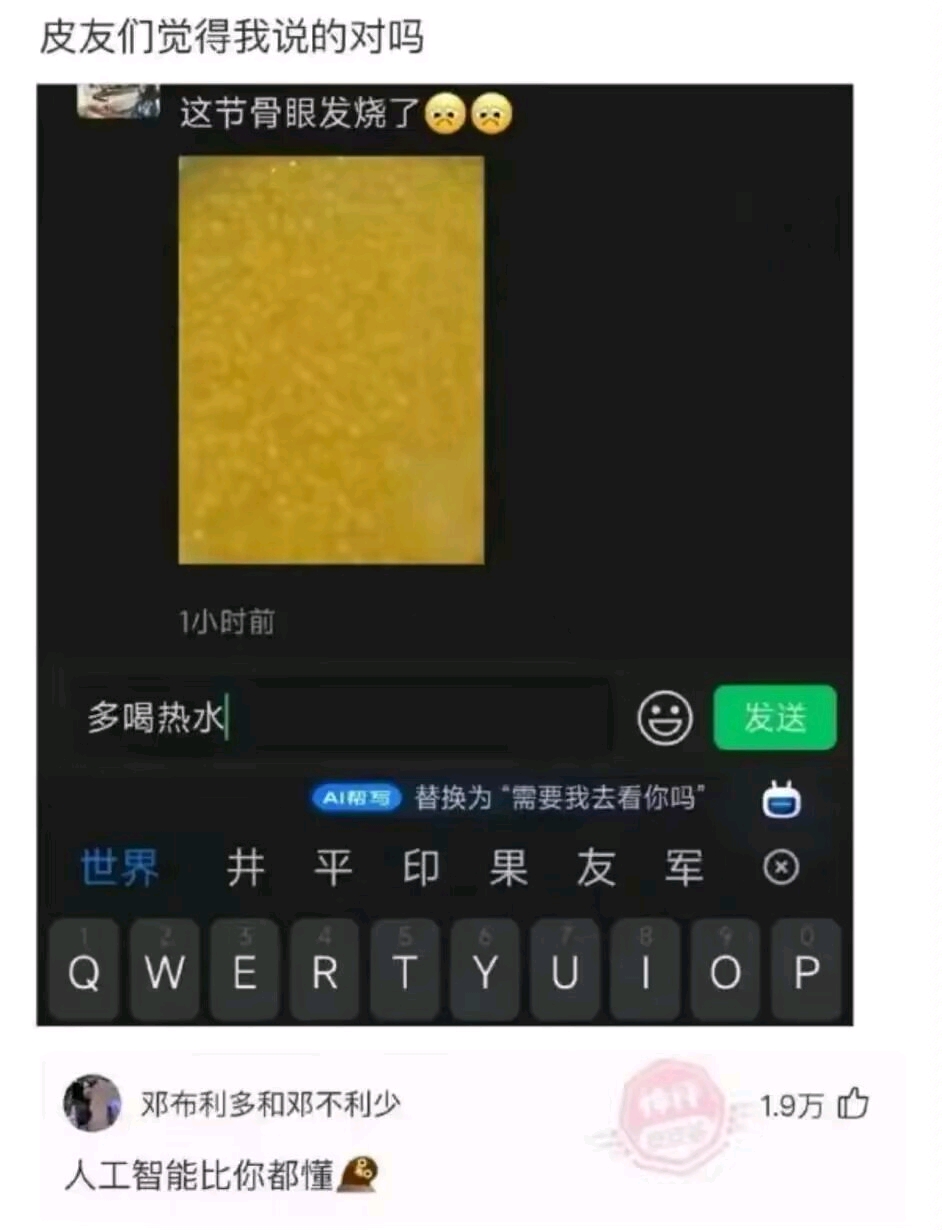 皮友们觉得我说的对吗
这节骨眼发烧了
1小时前
多喝热水
发送
AI帮写 替换为 “需要我去看你吗”
世界 井 平 印 果 友 军
1 2 3 4 5 6 7 8 9 0
Q W E R T Y U I O P
邓布利多和邓不利少
1.9万
人工智能比你都懂